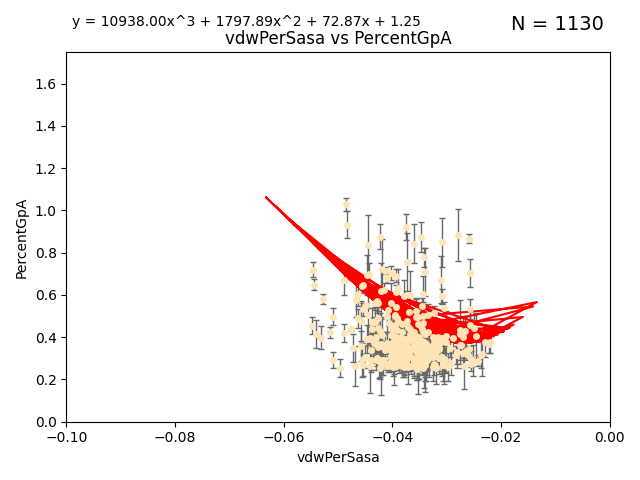 y = 10938.00x^3 + 1797.89x^2 + 72.87x + 1.25
N = 1130
vdwPerSasa vs PercentGpA
1.6
1.4
1.2
1.0
0.8
0.6
0.4
0.2
0.0
PercentGpA
−0.10 −0.08 −0.06 −0.04 −0.02 0.00
vdwPerSasa